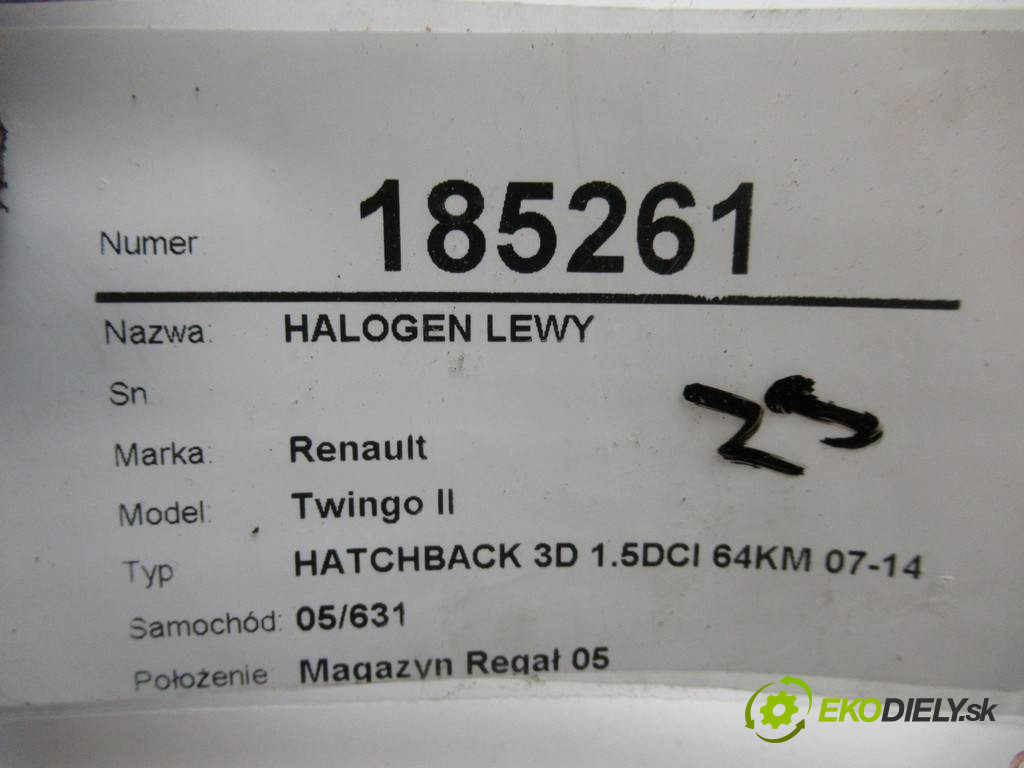 Numer 185261
Nazwa: HALOGEN LEWY
Sn
Marka: Renault
Model: Twingo II
Typ HATCHBACK 3D 1.5DCI 64KM 07-14
Samochód: 05/631
Położenie Magazyn Regał 05
EKODIELY.sk